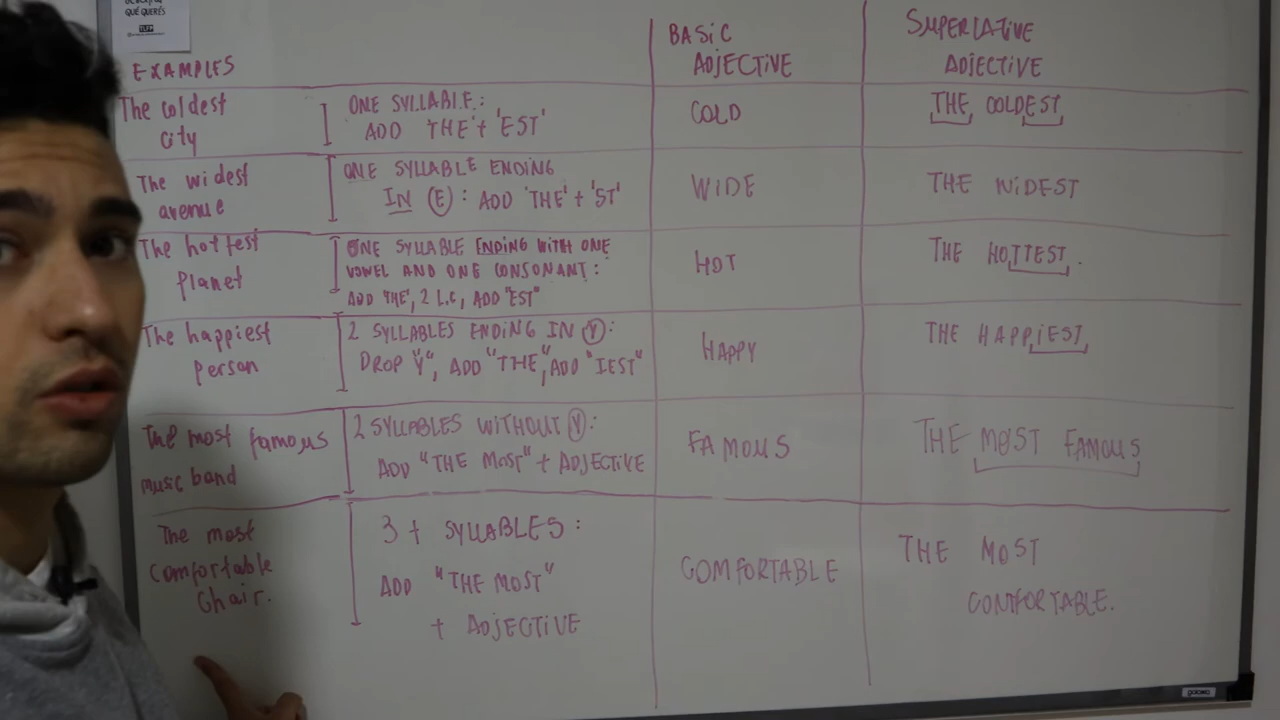 QUÉ QUERÉS
TLFP
EXAMPLES
BASIC
ADJECTIVE
SUPERLATIVE
ADJECTIVE
The coldest
city
ONE SYLLABLE:
ADD 'THE' + 'EST'
COLD
THE COLDEST
The widest
avenue
ONE SYLLABLE ENDING
IN (E): ADD 'THE' + 'ST'
WIDE
THE WIDEST
The hottest
planet
ONE SYLLABLE ENDING WITH ONE
VOWEL AND ONE CONSONANT:
ADD 'THE', 2 L.C, ADD "EST"
HOT
THE HOTTEST.
The happiest
person
2 SYLLABLES ENDING IN Y:
DROP "Y", ADD "THE", ADD "IEST"
HAPPY
THE HAPPIEST
The most famous
music band
2 SYLLABLES WITHOUT Y:
ADD "THE MOST" + ADJECTIVE
FAMOUS
THE MOST FAMOUS
The most
comfortable
Chair.
3 + SYLLABLES:
ADD "THE MOST"
+ ADJECTIVE
COMFORTABLE
THE MOST
COMFORTABLE.